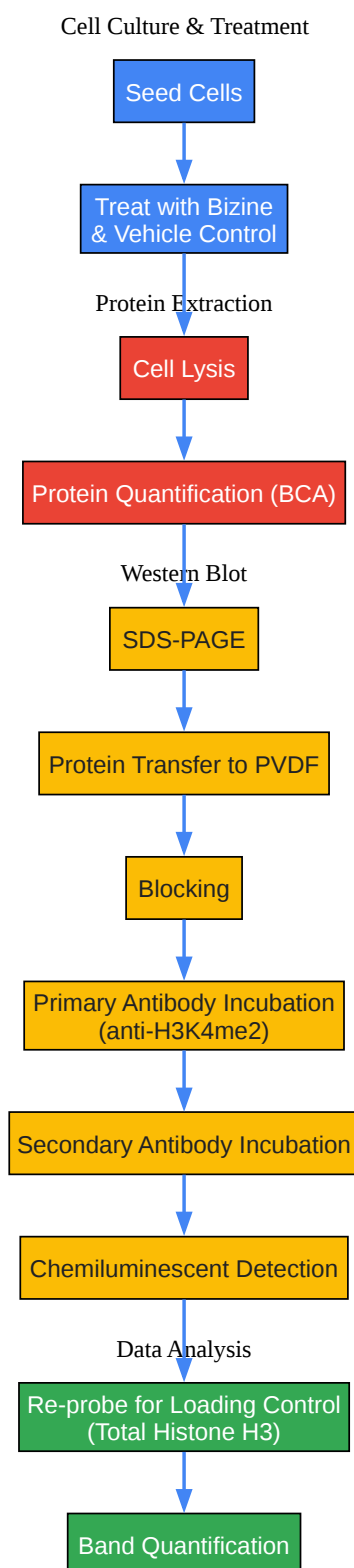 Cell Culture & Treatment
Seed Cells
Treat with Bizine
& Vehicle Control
Protein Extraction
Cell Lysis
Protein Quantification (BCA)
Western Blot
SDS-PAGE
Protein Transfer to PVDF
Blocking
Primary Antibody Incubation
(anti-H3K4me2)
Secondary Antibody Incubation
Chemiluminescent Detection
Data Analysis
Re-probe for Loading Control
(Total Histone H3)
Band Quantification